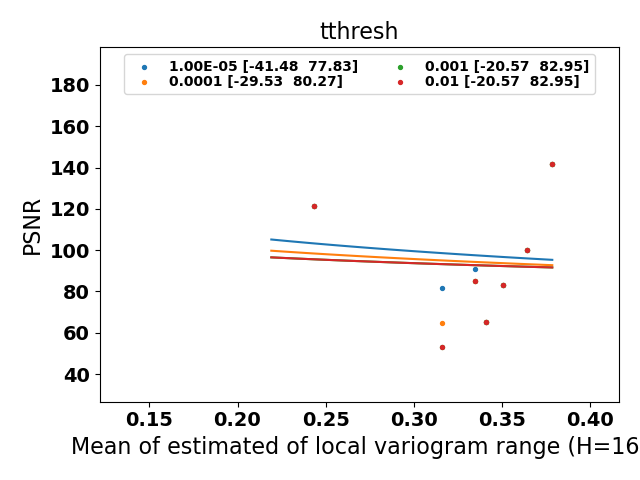 tthresh
1.00E-05 [-41.48  77.83]
0.0001 [-29.53  80.27]
0.001 [-20.57  82.95]
0.01 [-20.57  82.95]
PSNR
180
160
140
120
100
80
60
40
0.15 0.20 0.25 0.30 0.35 0.40
Mean of estimated of local variogram range (H=16